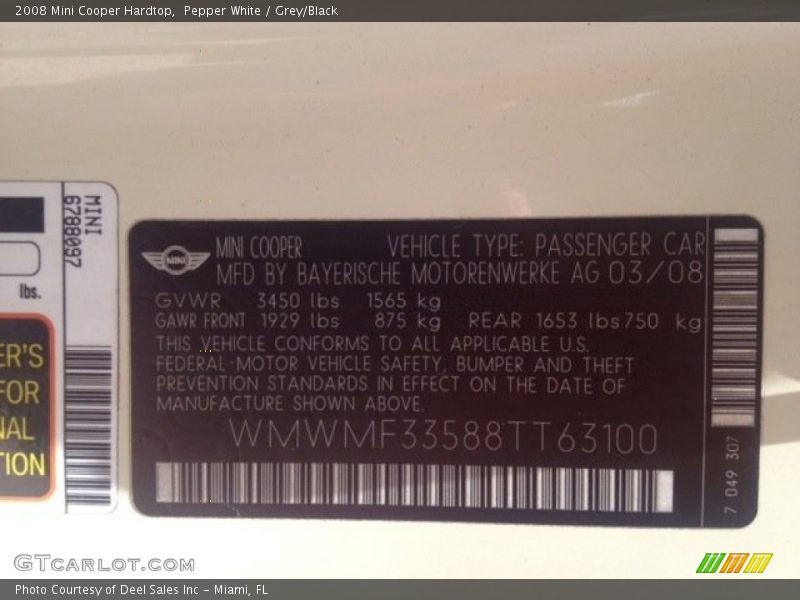 2008 Mini Cooper Hardtop,  Pepper White / Grey/Black
MINI
6788097
lbs.
ER'S
FOR
NAL
TION
MINI
MINI COOPER VEHICLE TYPE: PASSENGER CAR
MFD BY BAYERISCHE MOTORENWERKE AG 03/08
GVWR 3450 lbs 1565 kg
GAWR FRONT 1929 lbs 875 kg REAR 1653 lbs750 kg
THIS VEHICLE CONFORMS TO ALL APPLICABLE U.S.
FEDERAL MOTOR VEHICLE SAFETY, BUMPER AND THEFT
PREVENTION STANDARDS IN EFFECT ON THE DATE OF
MANUFACTURE SHOWN ABOVE.
WMWMF33588TT63100
7 049 307
GTCARLOT.COM
Photo Courtesy of Deel Sales Inc - Miami, FL